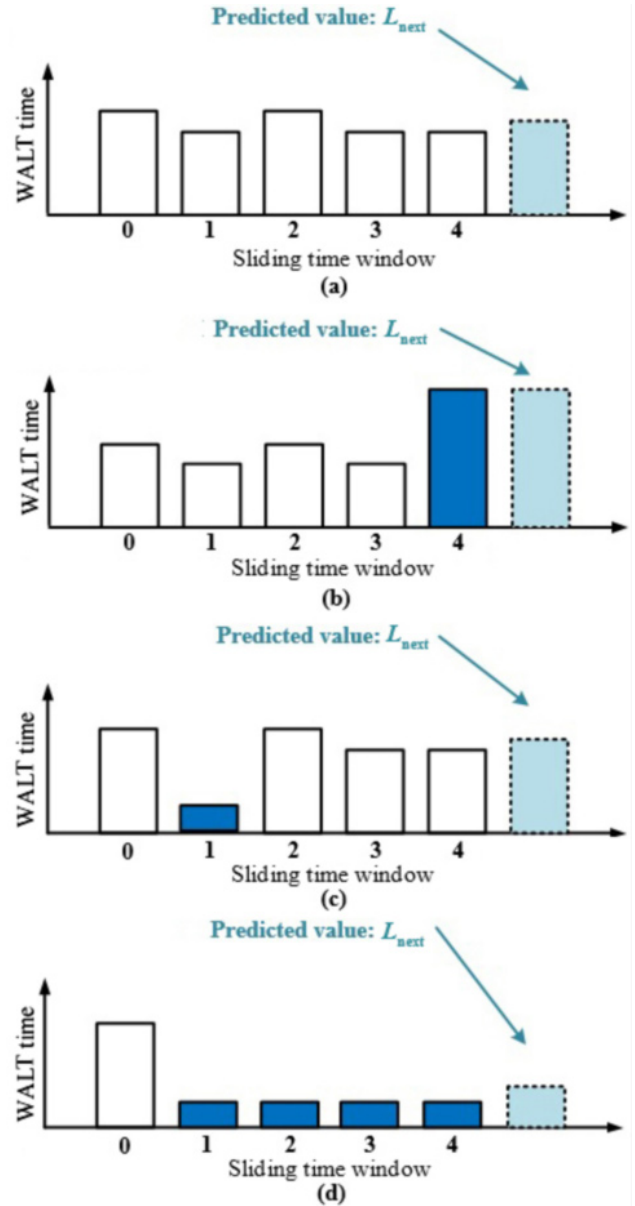 Predicted value: Lnext
WALT time
0 1 2 3 4
Sliding time window
(a)
Predicted value: Lnext
WALT time
0 1 2 3 4
Sliding time window
(b)
Predicted value: Lnext
WALT time
0 1 2 3 4
Sliding time window
(c)
Predicted value: Lnext
WALT time
0 1 2 3 4
Sliding time window
(d)